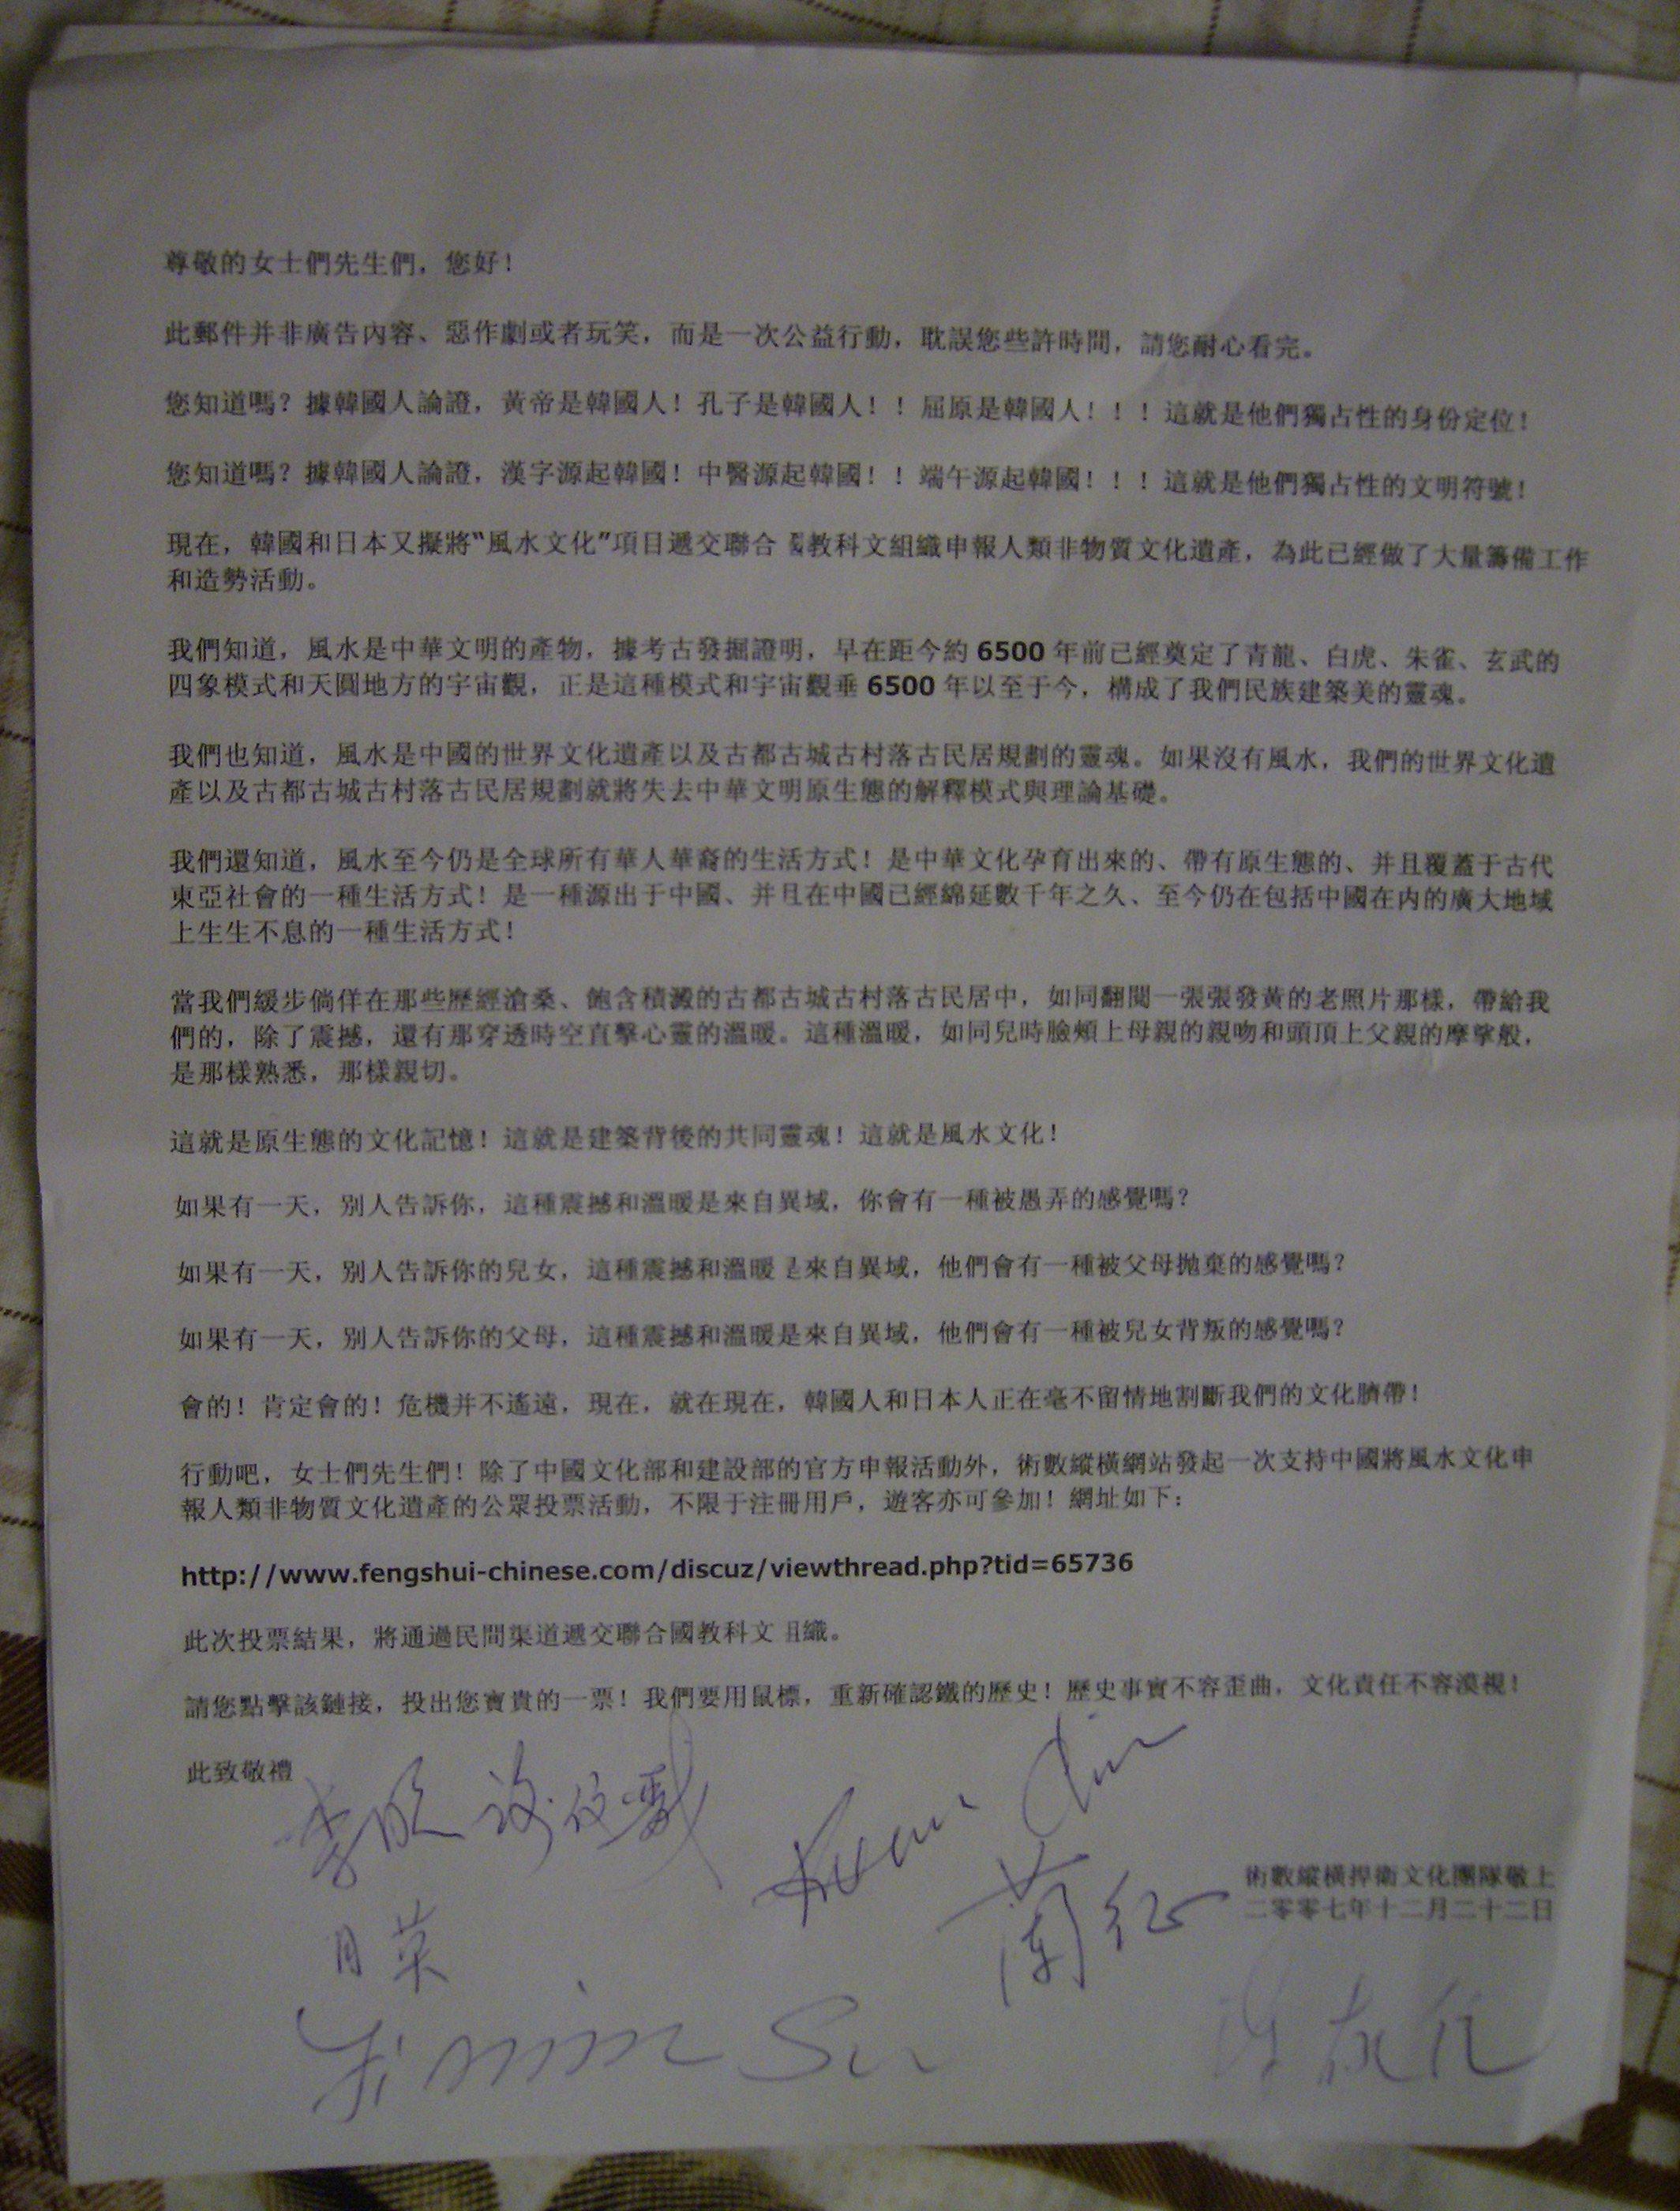 尊敬的女士們先生們，您好！
此郵件并非廣告內容、惡作劇或者玩笑，而是一次公益行動，耽誤您些許時間，請您耐心看完。
您知道嗎？據韓國人論證，黃帝是韓國人！孔子是韓國人！！屈原是韓國人！！！這就是他們獨占性的身份定位！
您知道嗎？據韓國人論證，漢字源起韓國！中醫源起韓國！！端午源起韓國！！！這就是他們獨占性的文明符號！
現在，韓國和日本又擬將“風水文化”項目遞交聯合國教科文組織申報人類非物質文化遺產，為此已經做了大量籌備工作
和造勢活動。
我們知道，風水是中華文明的產物，據考古發掘證明，早在距今約 6500 年前已經奠定了青龍、白虎、朱雀、玄武的
四象模式和天圓地方的宇宙觀，正是這種模式和宇宙觀垂 6500 年以至于今，構成了我們民族建築美的靈魂。
我們也知道，風水是中國的世界文化遺產以及古都古城古村落古民居規劃的靈魂。如果沒有風水，我們的世界文化遺
產以及古都古城古村落古民居規劃就將失去中華文明原生態的解釋模式與理論基礎。
我們還知道，風水至今仍是全球所有華人華裔的生活方式！是中華文化孕育出來的、帶有原生態的、并且覆蓋于古代
東亞社會的一種生活方式！是一種源出于中國、并且在中國已經綿延數千年之久、至今仍在包括中國在內的廣大地域
上生生不息的一種生活方式！
當我們緩步倘佯在那些歷經滄桑、飽含積澱的古都古城古村落古民居中，如同翻閱一張張發黃的老照片那樣，帶給我
們的，除了震撼，還有那穿透時空直擊心靈的溫暖。這種溫暖，如同兒時臉頰上母親的親吻和頭頂上父親的摩挲般，
是那樣熟悉，那樣親切。
這就是原生態的文化記憶！這就是建築背後的共同靈魂！這就是風水文化！
如果有一天，別人告訴你，這種震撼和溫暖是來自異域，你會有一種被愚弄的感覺嗎？
如果有一天，別人告訴你的兒女，這種震撼和溫暖是來自異域，他們會有一種被父母拋棄的感覺嗎？
如果有一天，別人告訴你的父母，這種震撼和溫暖是來自異域，他們會有一種被兒女背叛的感覺嗎？
會的！肯定會的！危機并不遙遠，現在，就在現在，韓國人和日本人正在毫不留情地割斷我們的文化臍帶！
行動吧，女士們先生們！除了中國文化部和建設部的官方申報活動外，術數縱橫網站發起一次支持中國將風水文化申
報人類非物質文化遺產的公眾投票活動，不限于注冊用戶，遊客亦可參加！網址如下：
http://www.fengshui-chinese.com/discuz/viewthread.php?tid=65736
此次投票結果，將通過民間渠道遞交聯合國教科文組織。
請您點擊該鏈接，投出您寶貴的一票！我們要用鼠標，重新確認鐵的歷史！歷史事實不容歪曲，文化責任不容漠視！
此致敬禮
術數縱橫捍衛文化團隊敬上
二零零七年十二月二十二日